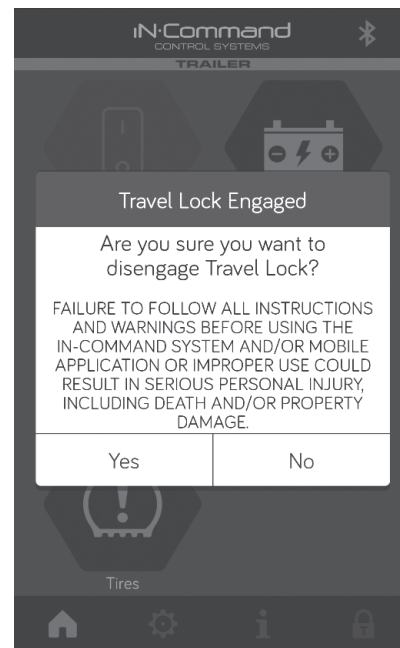 iN·Command
CONTROL SYSTEMS
TRAILER
Travel Lock Engaged
Are you sure you want to
disengage Travel Lock?
FAILURE TO FOLLOW ALL INSTRUCTIONS
AND WARNINGS BEFORE USING THE
IN-COMMAND SYSTEM AND/OR MOBILE
APPLICATION OR IMPROPER USE COULD
RESULT IN SERIOUS PERSONAL INJURY,
INCLUDING DEATH AND/OR PROPERTY
DAMAGE.
Yes No
Tires